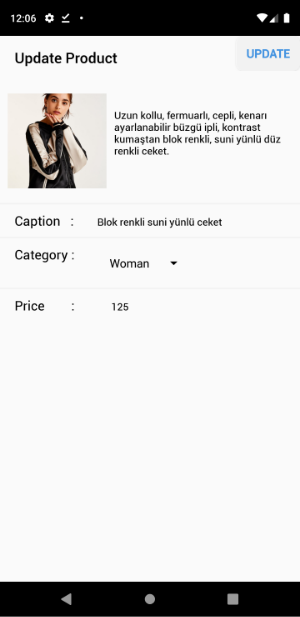 12:06
Update Product
UPDATE
Uzun kollu, fermuarlı, cepli, kenarı
ayarlanabilir büzgü ipli, kontrast
kumaştan blok renkli, suni yünlü düz
renkli ceket.
Caption :
Blok renkli suni yünlü ceket
Category :
Woman
Price :
125